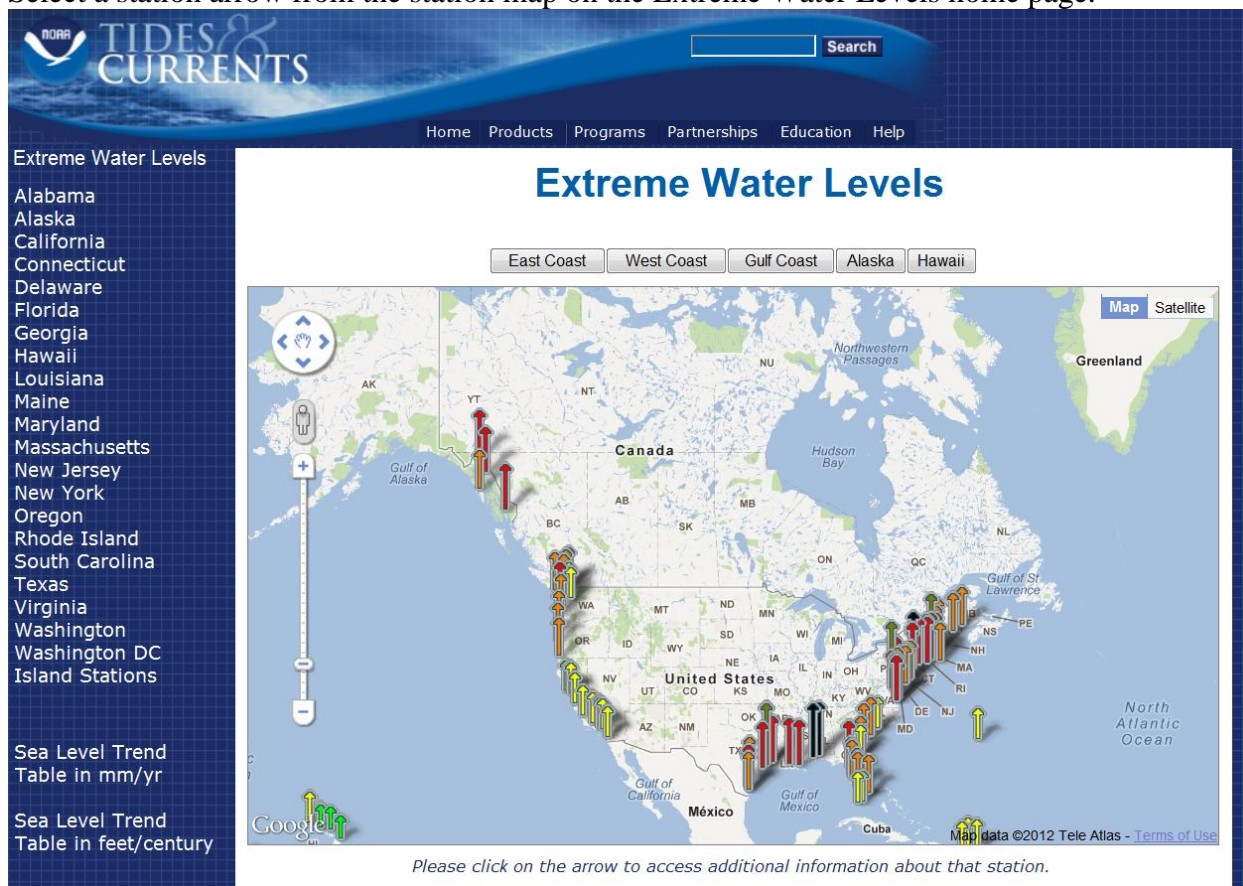 Select a station arrow from the station map on the Extreme Water Levels home page.
NOAA
TIDES &
CURRENTS
Search
Home Products Programs Partnerships Education Help
Extreme Water Levels
Alabama
Alaska
California
Connecticut
Delaware
Florida
Georgia
Hawaii
Louisiana
Maine
Maryland
Massachusetts
New Jersey
New York
Oregon
Rhode Island
South Carolina
Texas
Virginia
Washington
Washington DC
Island Stations
Sea Level Trend
Table in mm/yr
Sea Level Trend
Table in feet/century
Extreme Water Levels
East Coast West Coast Gulf Coast Alaska Hawaii
Map Satellite
Northwestern
Passages
Greenland
NU
AK
NT
YT
Canada
Hudson
Bay
Gulf of
Alaska
AB
MB
BC
SK
NL
ON
QC
Gulf of St
Lawrence
WA
MT
ND
MN
PE
NS
OR
ID
SD
WI
MI
NH
WY
MA
NE
IA
IL
IN
OH
NV
United States
CT
RI
UT
CO
KS
MO
KY
WV
VA
DE
NJ
MD
AZ
NM
OK
TX
North
Atlantic
Ocean
Gulf of
California
México
Gulf of
Mexico
Cuba
HI
Google
Map data ©2012 Tele Atlas - Terms of Use
Please click on the arrow to access additional information about that station.